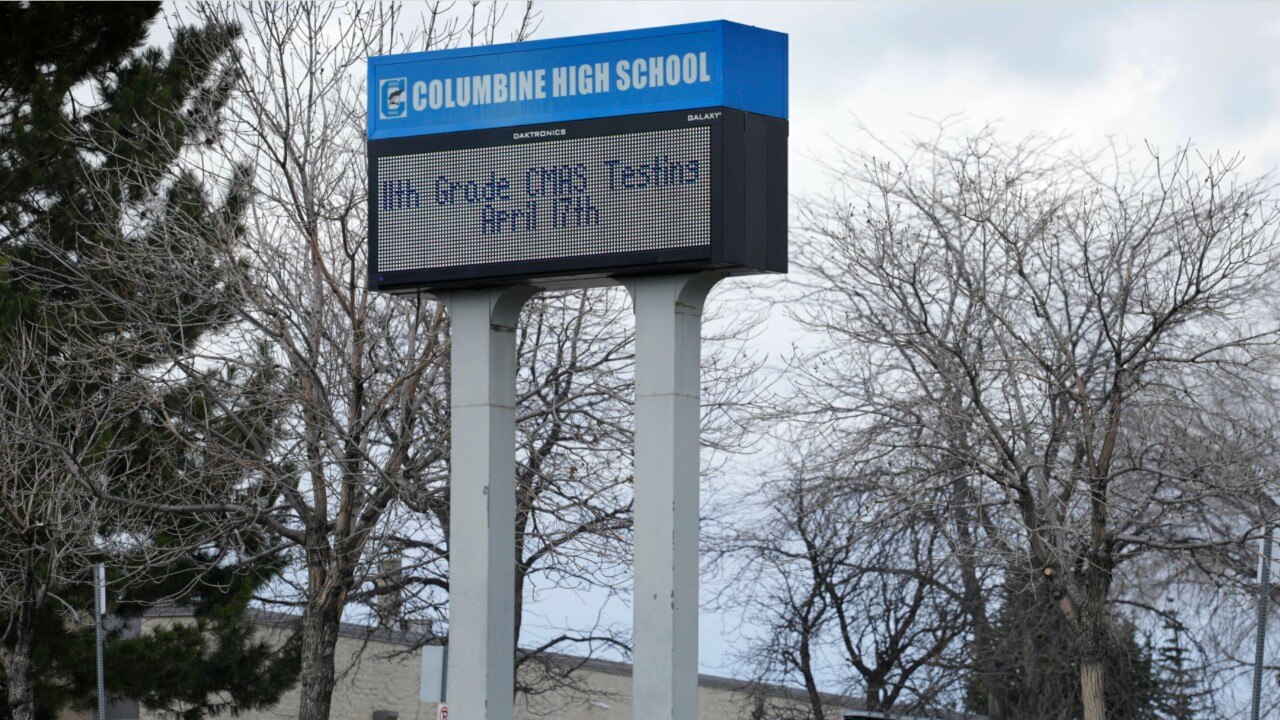 COLUMBINE HIGH SCHOOL
DAKTRONICS
GALAXY
11th Grade CMAS Testing
April 17th